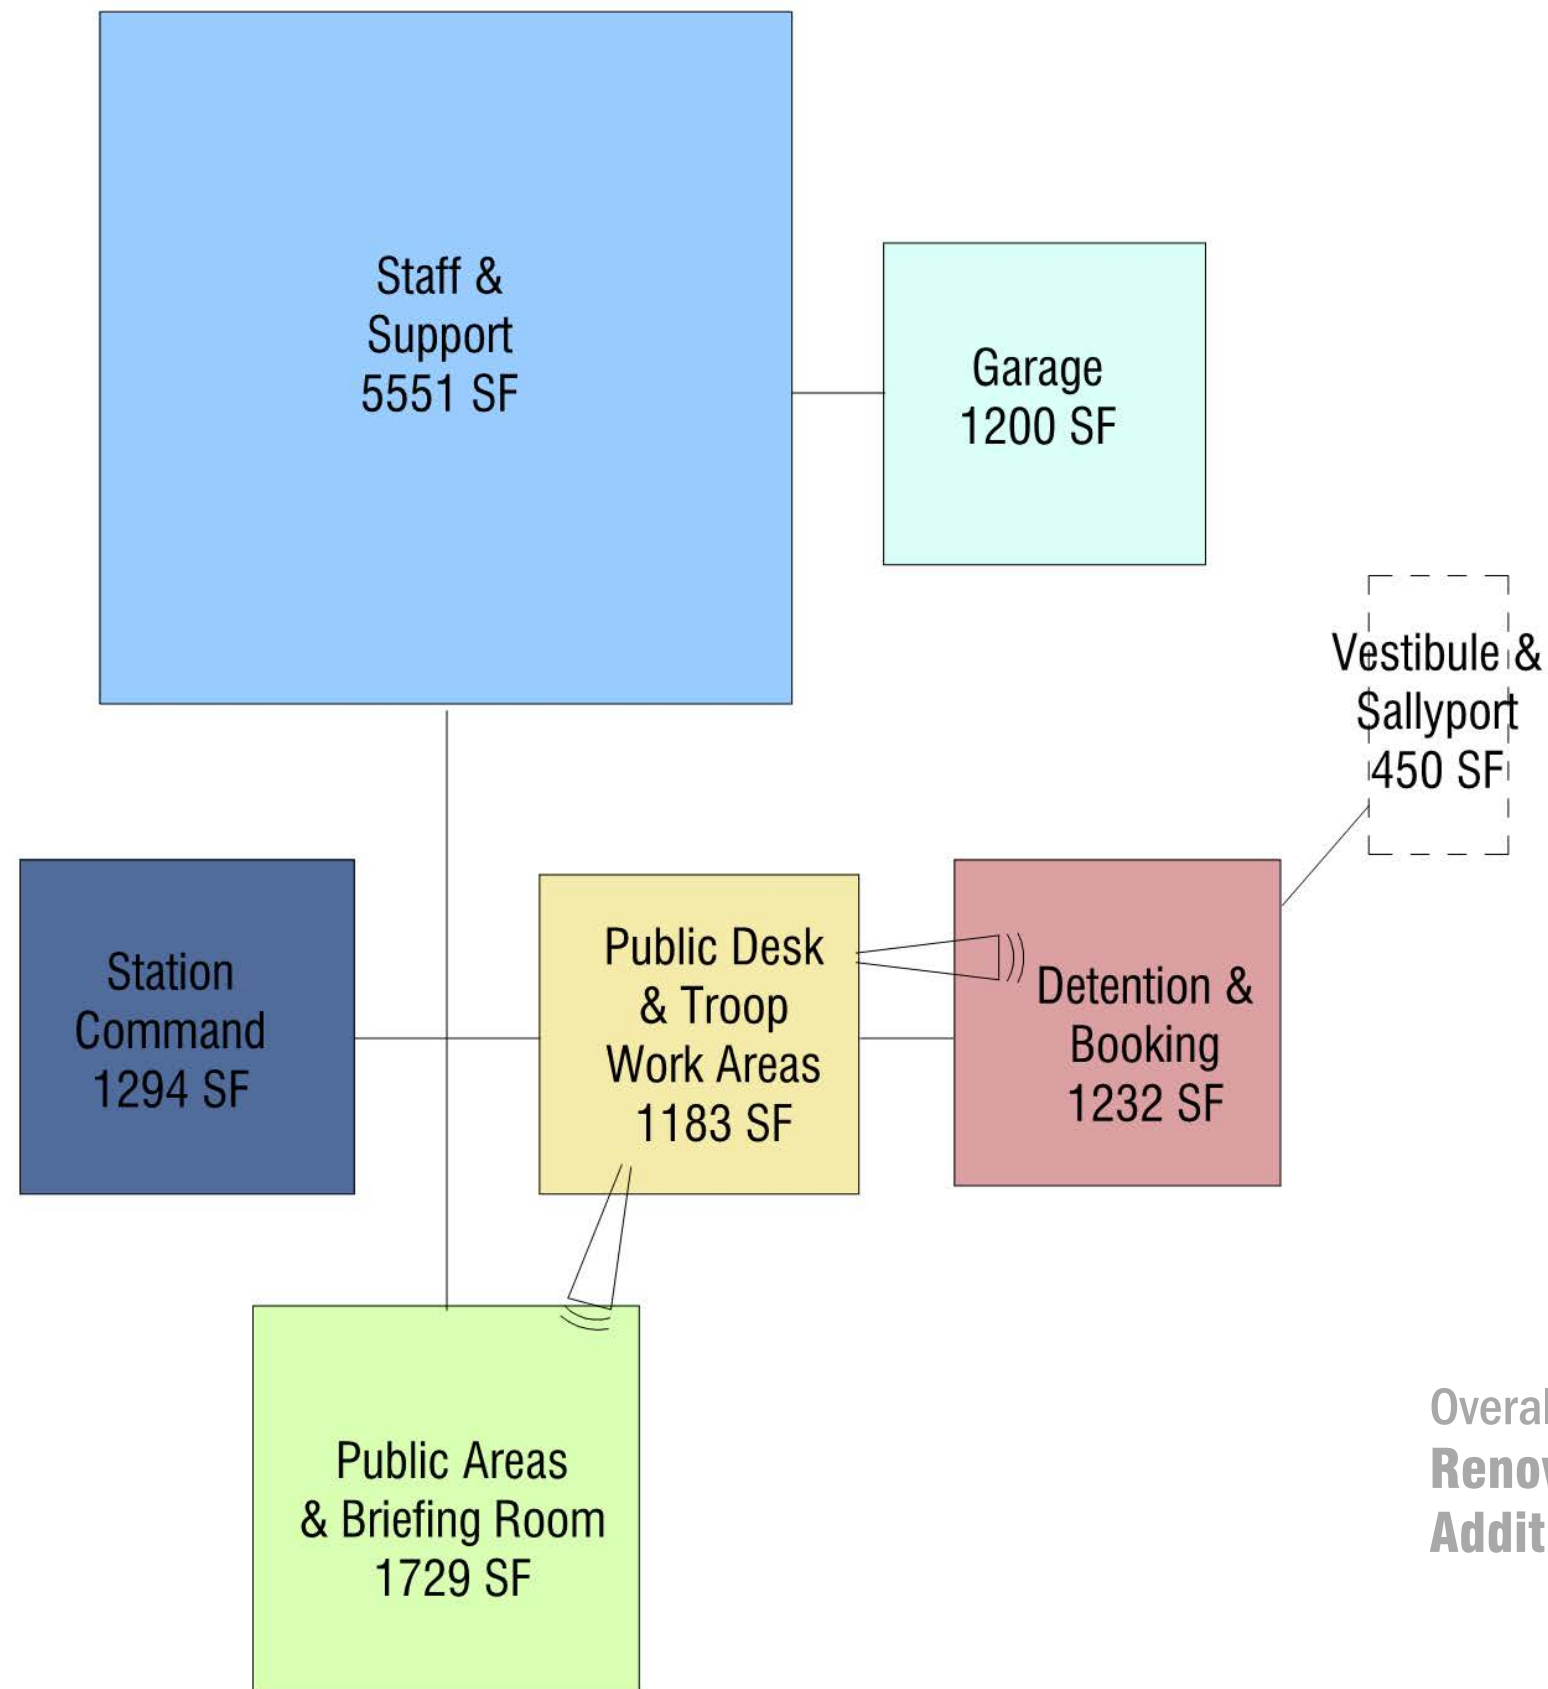 Staff &
Support
5551 SF
Garage
1200 SF
Vestibule &
Sallyport
450 SF
Station
Command
1294 SF
Public Desk
& Troop
Work Areas
1183 SF
Detention &
Booking
1232 SF
Public Areas
& Briefing Room
1729 SF